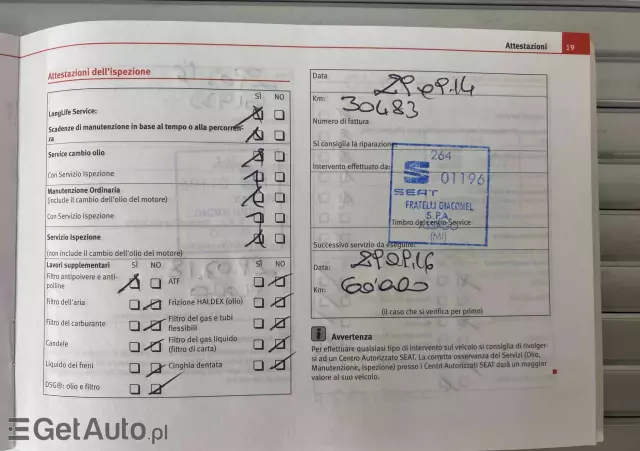 Attestazioni 19
Attestazioni dell'ispezione
SÌ NO
LangLife Service:
Scadenze di manutenzione in base al tempo o alla percorren-
za
Service cambio olio
Con Servizio Ispezione
Manutenzione Ordinaria
(include il cambio dell'olio del motore)
Con Servizio Ispezione
Servizio Ispezione
(non include il cambio dell'olio del motore)
Lavori supplementari SÌ NO SÌ NO
Filtro antipolvere e anti-
polline
ATF
Filtro dell'aria
Frizione HALDEX (olio)
Filtro del carburante
Filtro del gas e tubi
flessibili
Candele
Filtro del gas liquido
(filtro di carta)
Liquido dei freni
Cinghia dentata
DSG®: olio e filtro
Data
29.09.14
Km:
30483
Numero di fattura
Si consiglia la riparazione
Intervento effettuato da:
264
01196
SEAT
FRATELLI GIACOMEL
S.P.A.
Timbro del centro Service
(MI)
Successivo servizio da eseguire:
Data: 29.09.16
Km: 60'000
(il caso che si verifica per primo)
i Avvertenza
Per effettuare qualsiasi tipo di intervento sul veicolo si consiglia di rivolger-
si ad un Centro Autorizzato SEAT. La corretta osservanza dei Servizi (Olio,
Manutenzione, Ispezione) presso i Centri Autorizzati SEAT darà un maggior
valore al suo veicolo.
GetAuto.pl